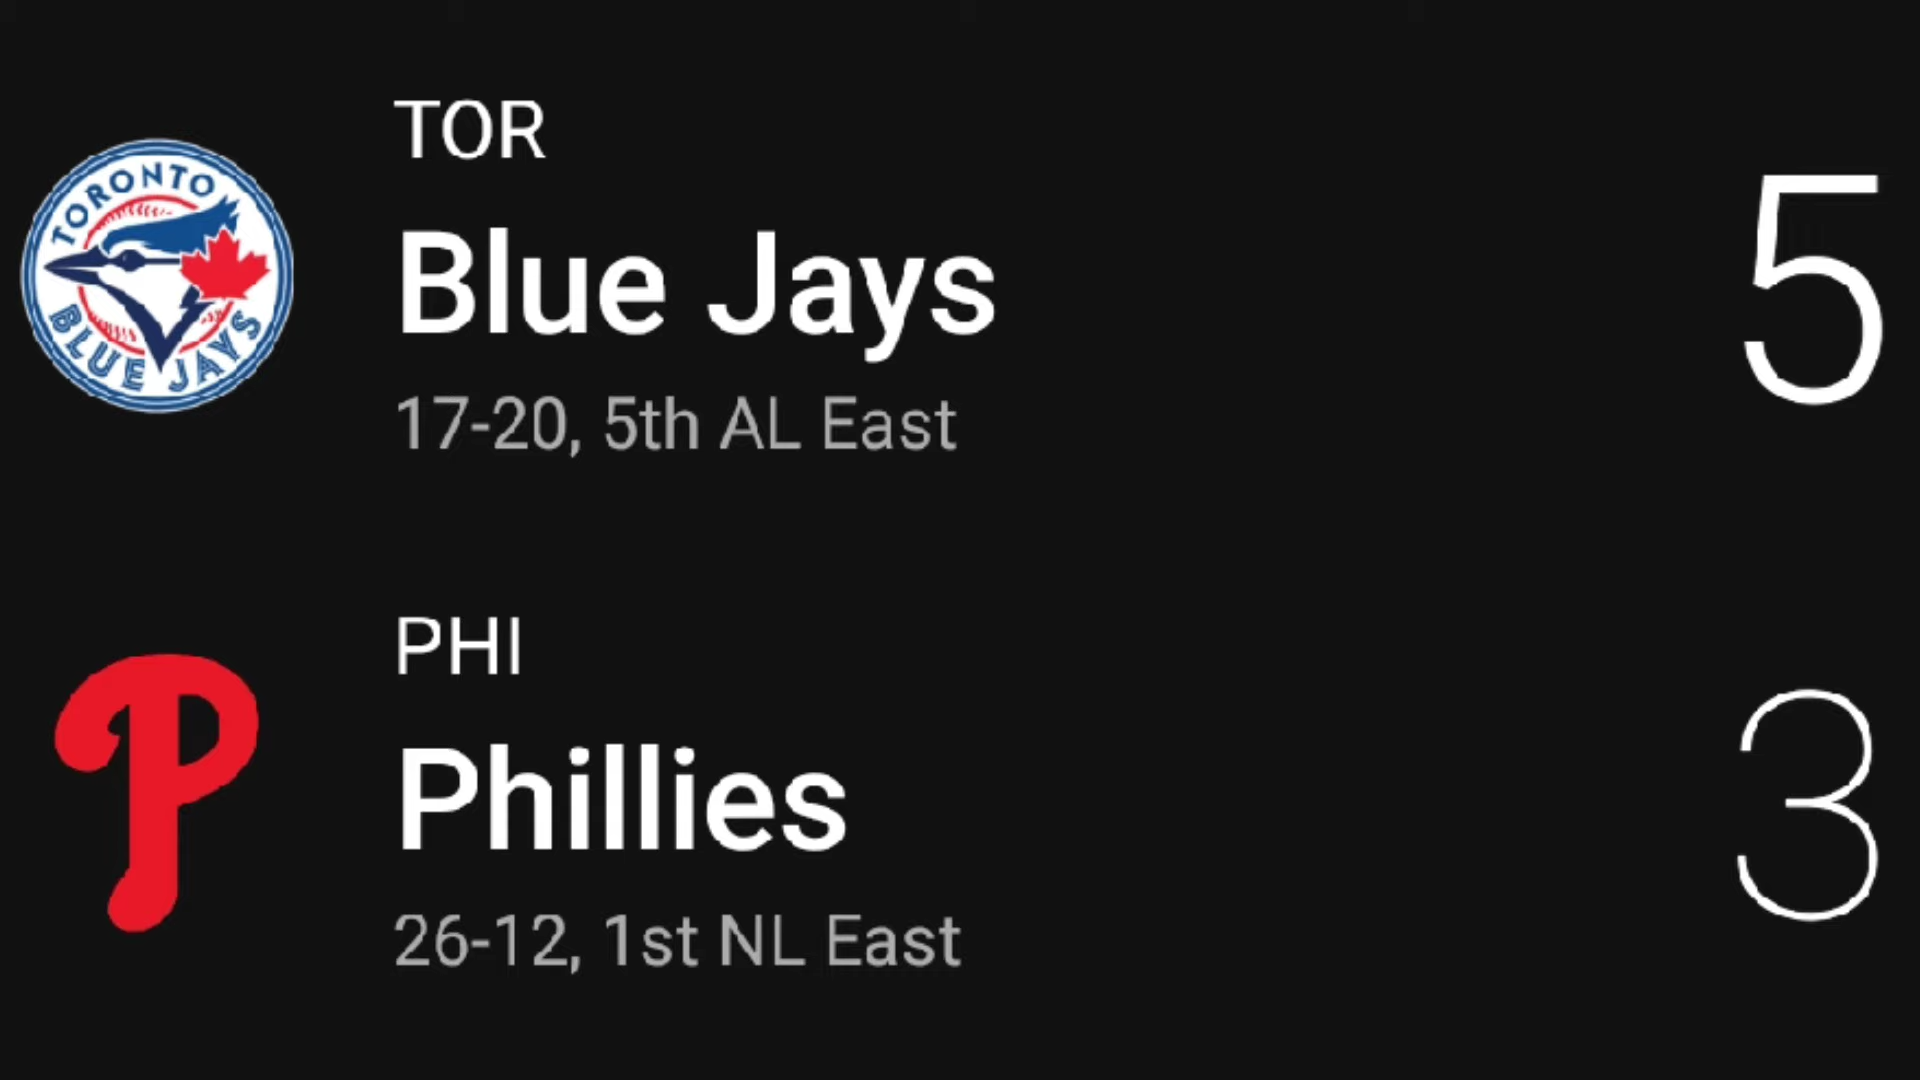 TORONTO
BLUE JAYS
TOR
Blue Jays
17-20, 5th AL East
5
P
PHI
Phillies
26-12, 1st NL East
3